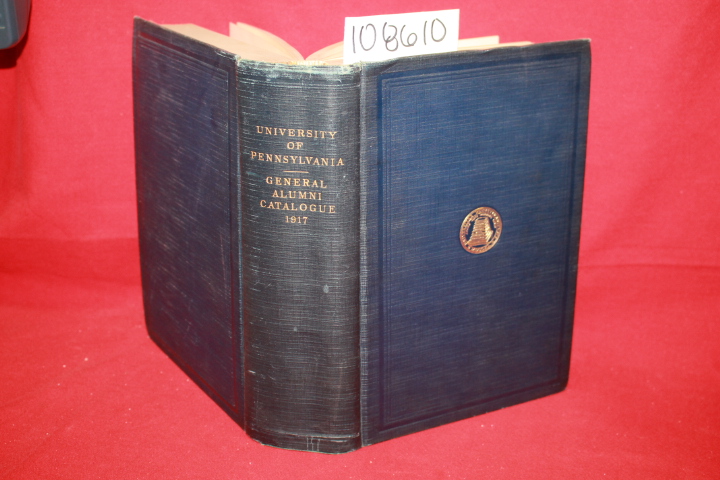 108610
UNIVERSITY
OF
PENNSYLVANIA
GENERAL
ALUMNI
CATALOGUE
1917